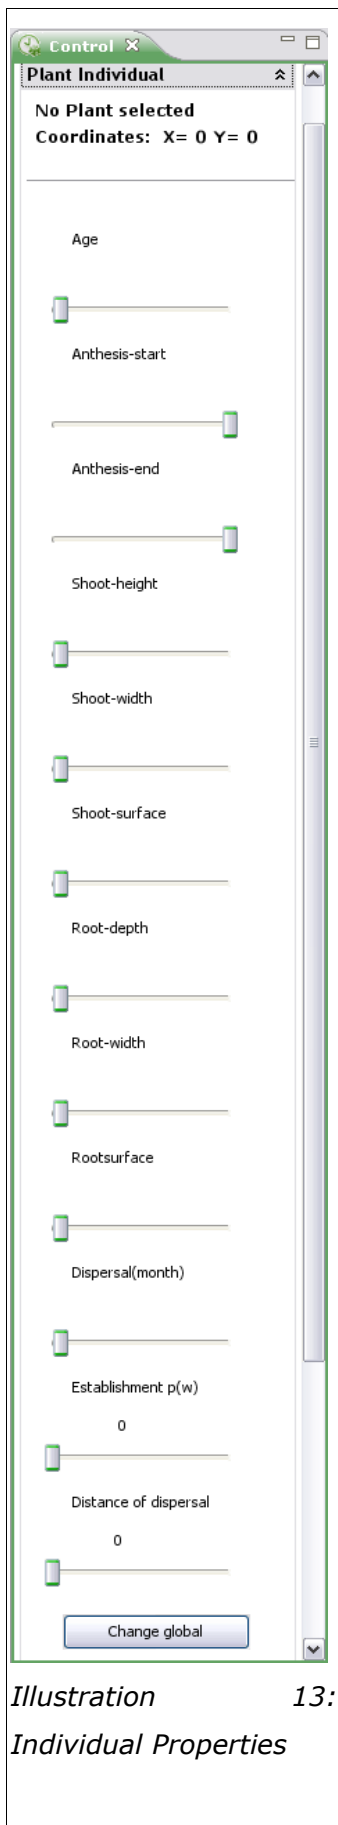 Control
Plant Individual
No Plant selected
Coordinates: X= 0 Y= 0
Age
Anthesis-start
Anthesis-end
Shoot-height
Shoot-width
Shoot-surface
Root-depth
Root-width
Rootsurface
Dispersal(month)
Establishment p(w)
0
Distance of dispersal
0
Change global
Illustration 13:
Individual Properties